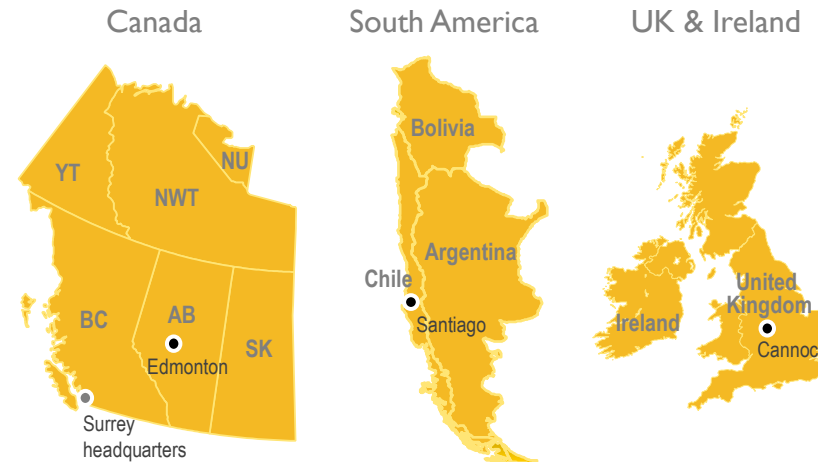 Canada
South America
UK & Ireland
YT
NU
NWT
BC
AB
SK
Edmonton
Surrey
headquarters
Bolivia
Argentina
Chile
Santiago
Ireland
United
Kingdom
Cannoc